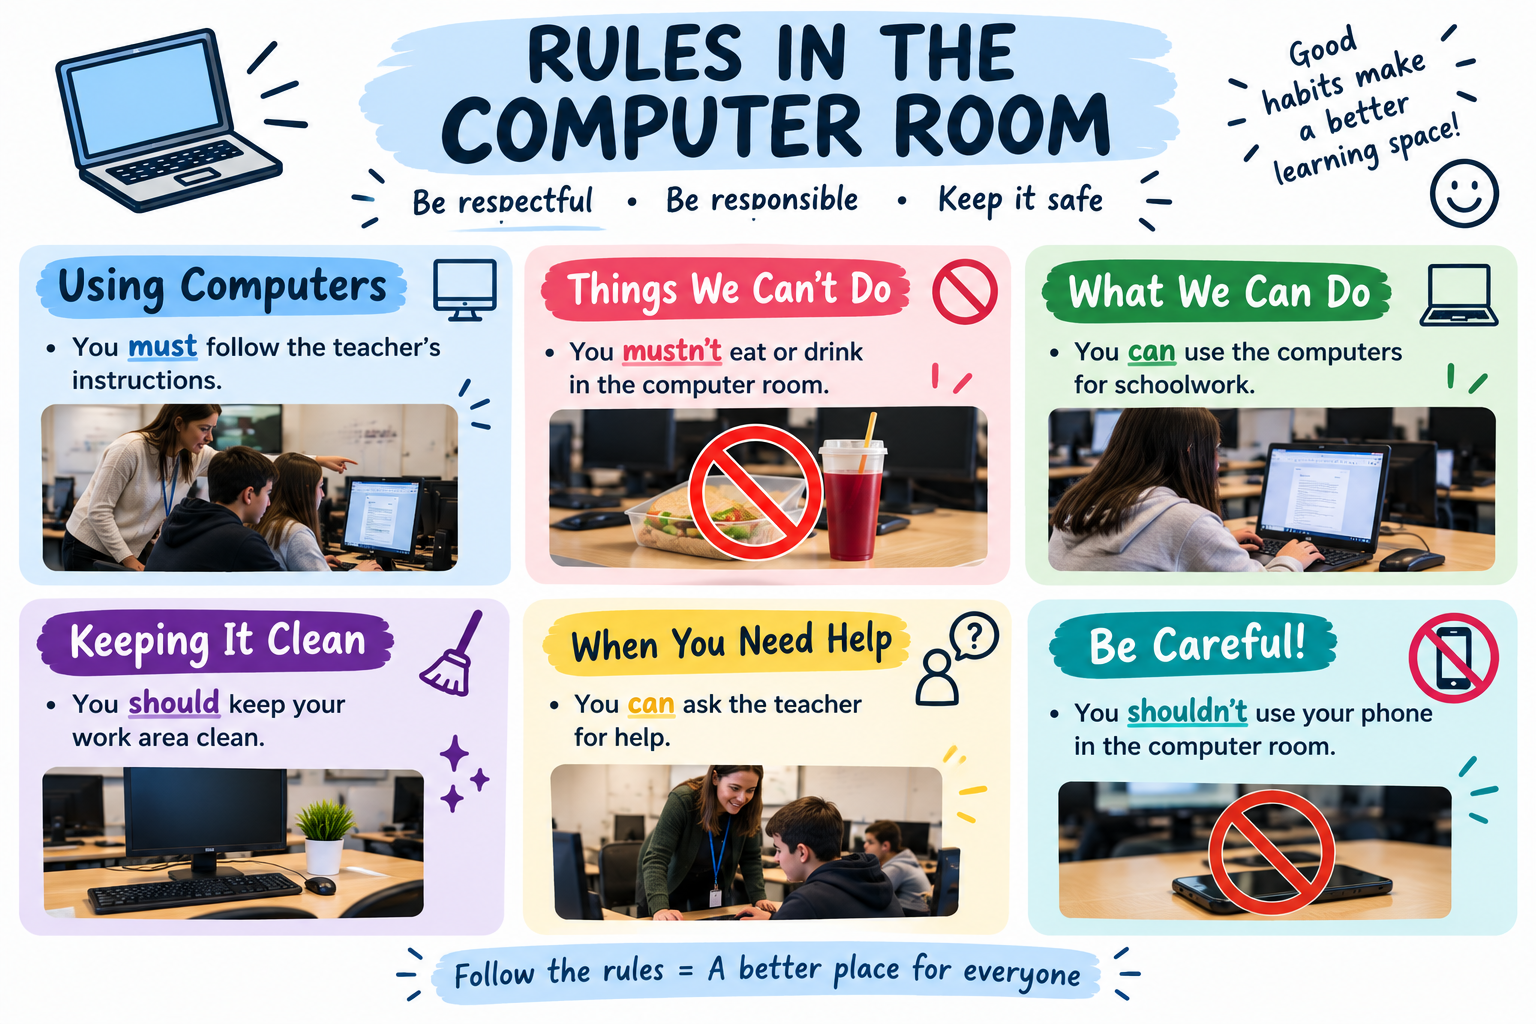 RULES IN THE
COMPUTER ROOM
Be respectful • Be responsible • Keep it safe
Good
habits make
a better
learning space!
Using Computers
• You must follow the teacher's
instructions.
Things We Can't Do
• You mustn't eat or drink
in the computer room.
What We Can Do
• You can use the computers
for schoolwork.
Keeping It Clean
• You should keep your
work area clean.
When You Need Help
?
• You can ask the teacher
for help.
Be Careful!
• You shouldn't use your phone
in the computer room.
Follow the rules = A better place for everyone